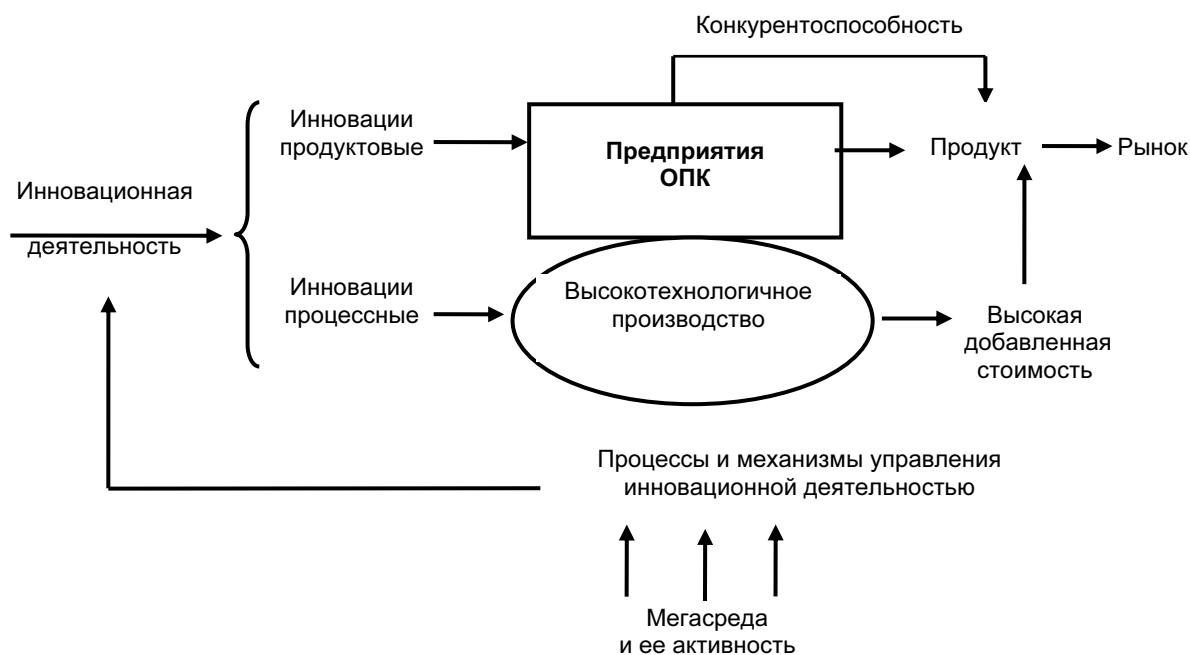 Конкурентоспособность
Инновации
продуктовые
Предприятия
ОПК
Продукт
Рынок
Инновационная
деятельность
Инновации
процессные
Высокотехнологичное
производство
Высокая
добавленная
стоимость
Процессы и механизмы управления
инновационной деятельностью
Мегасреда
и ее активность